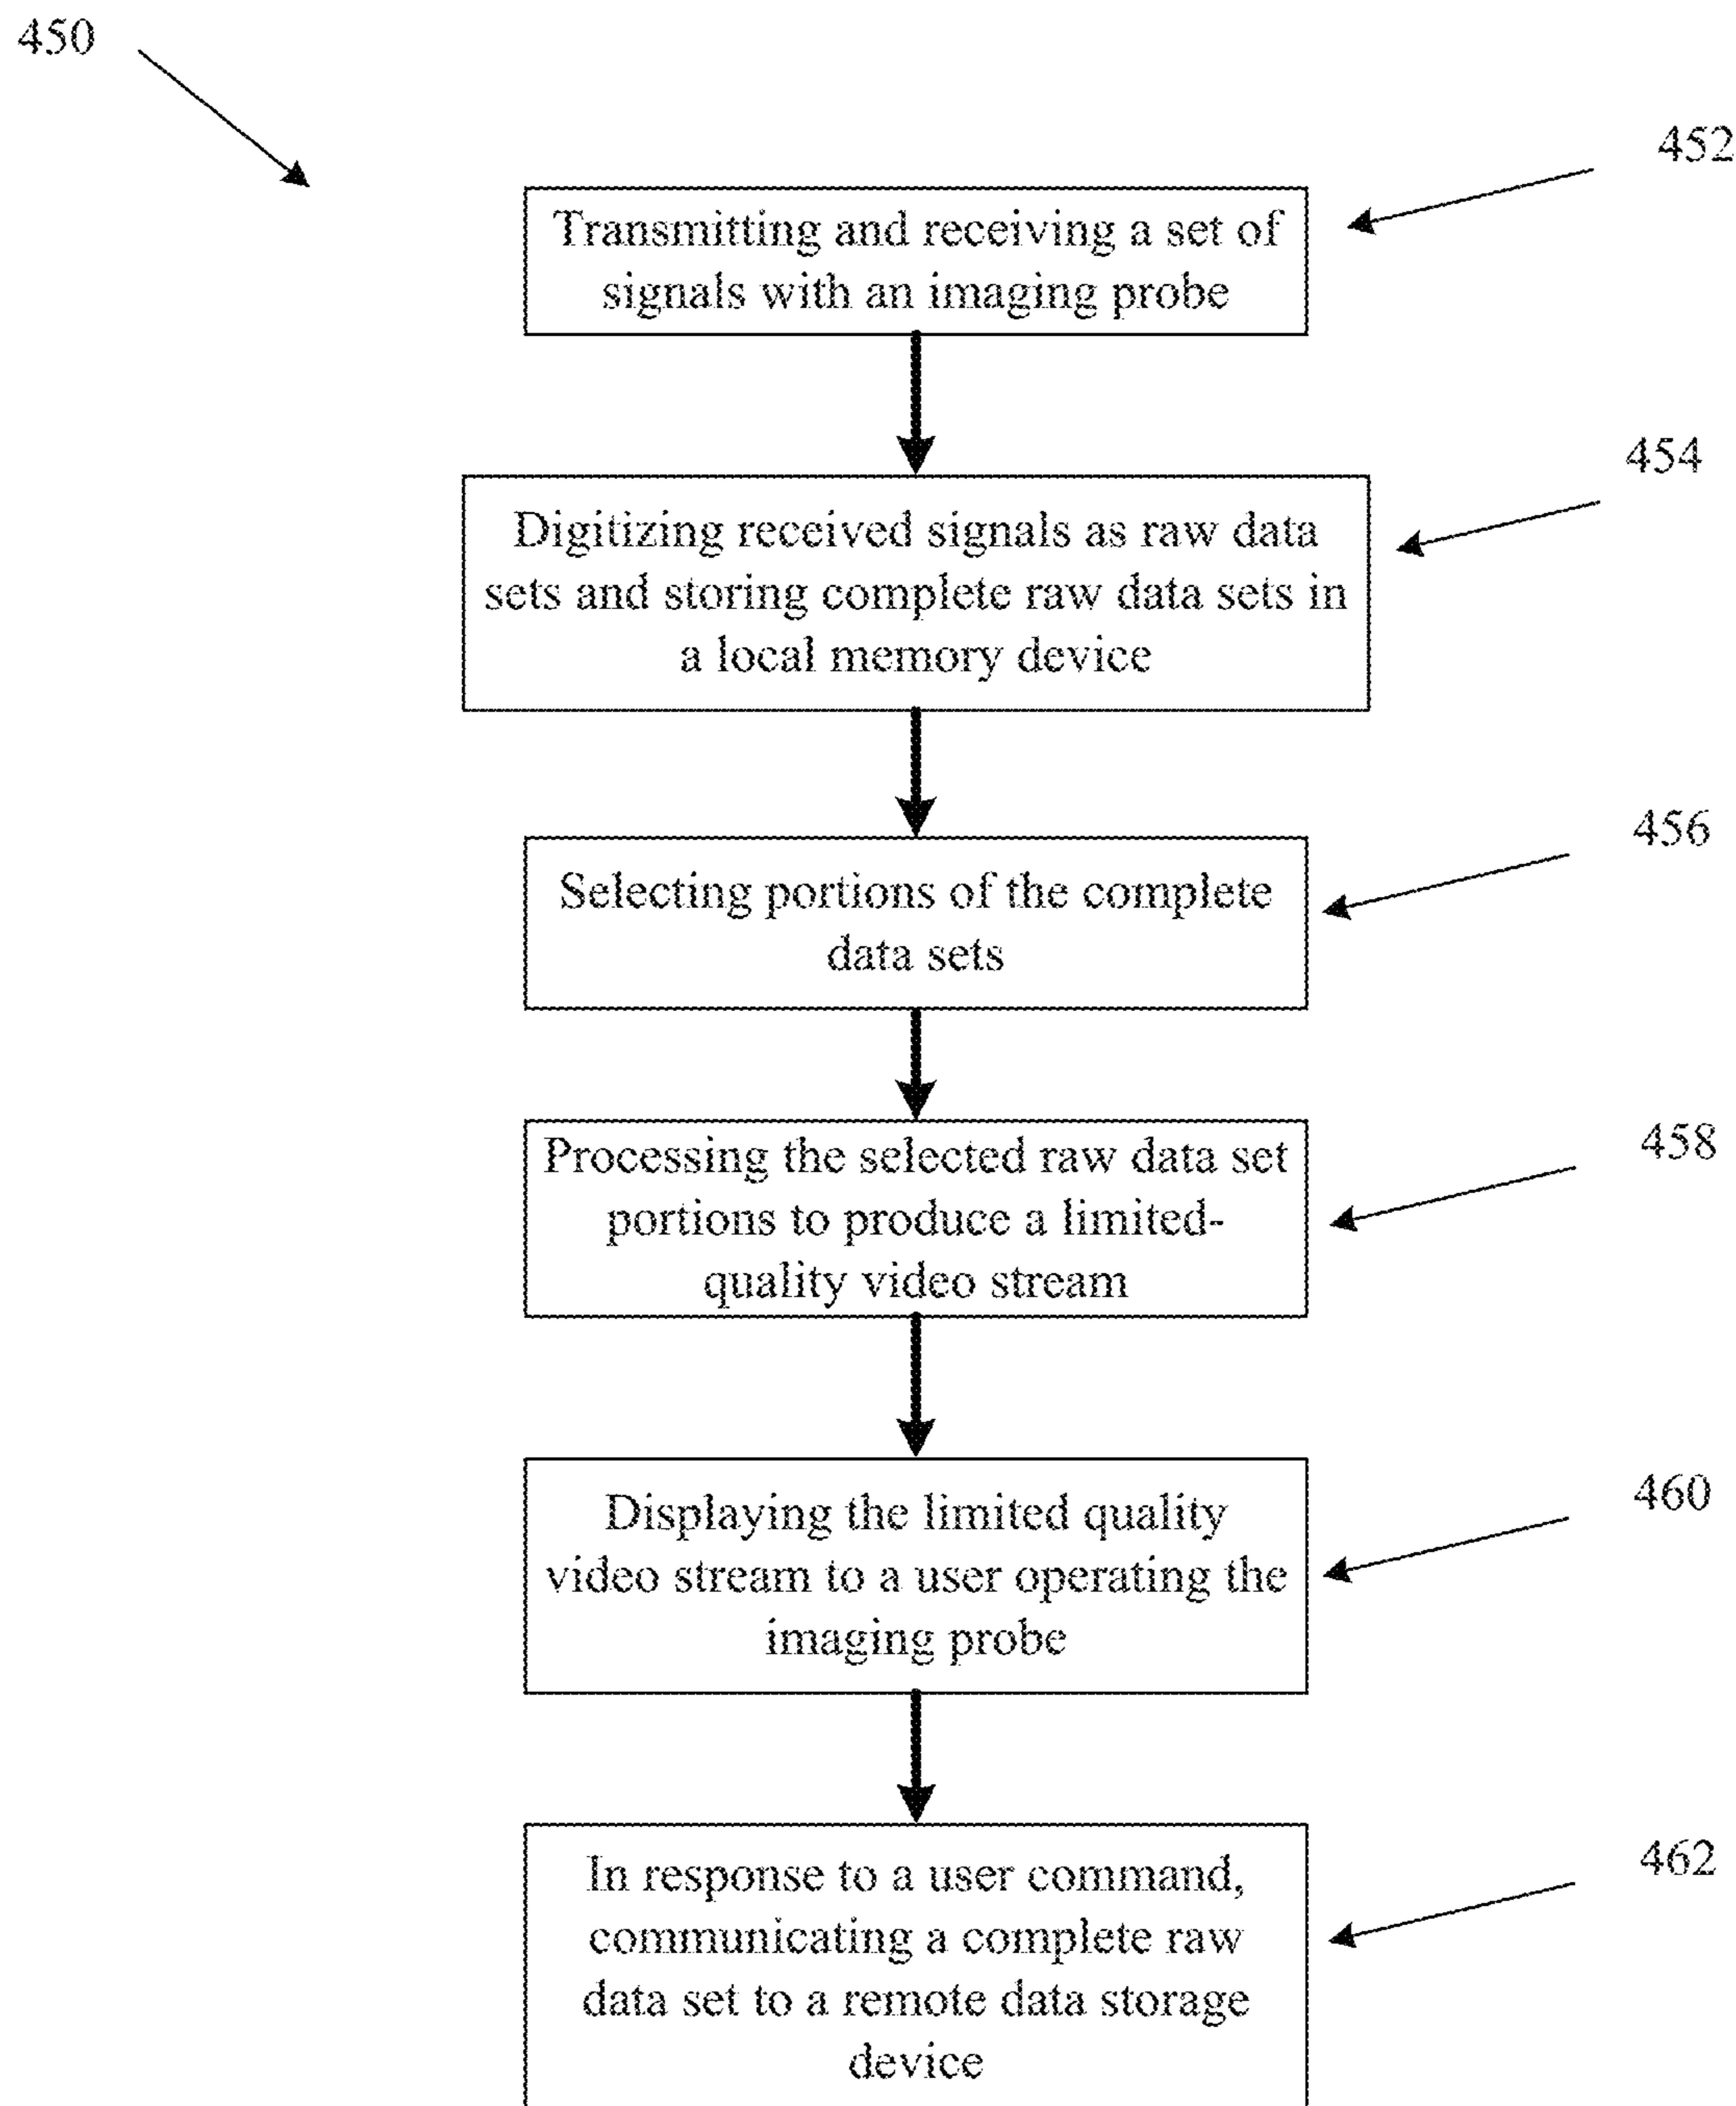 450
452
Transmitting and receiving a set of
signals with an imaging probe
454
Digitizing received signals as raw data
sets and storing complete raw data sets in
a local memory device
456
Selecting portions of the complete
data sets
458
Processing the selected raw data set
portions to produce a limited-
quality video stream
460
Displaying the limited quality
video stream to a user operating the
imaging probe
462
In response to a user command,
communicating a complete raw
data set to a remote data storage
device